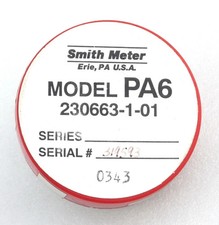 Smith Meter
Erie, PA U.S.A.
MODEL PA6
230663-1-01
SERIES
SERIAL #
0343